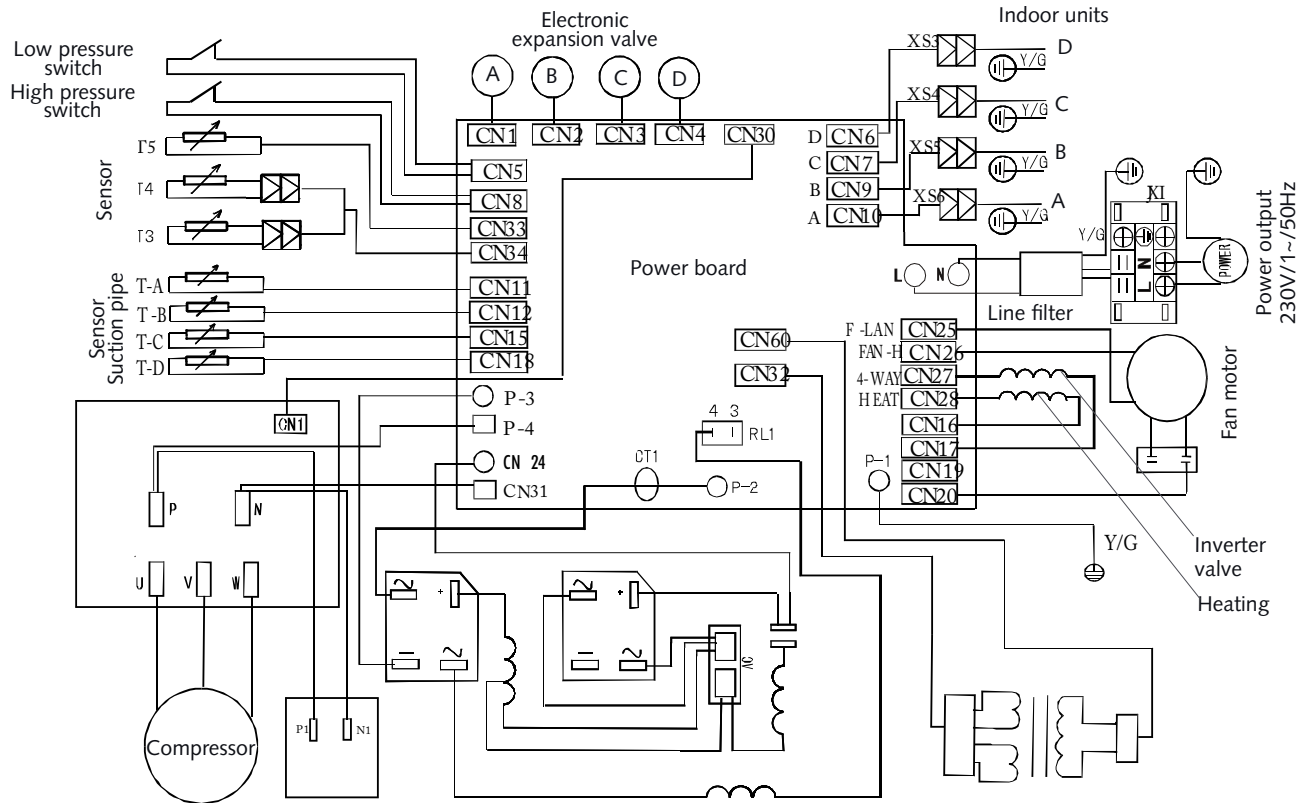 Electronic
expansion valve
Indoor units
Low pressure
switch
High pressure
switch
A
B
C
D
CN1
CN2
CN3
CN4
CN30
XS3
D
Y/G
XS4
C
Y/G
XS5
B
Y/G
XS6
A
Y/G
D CN6
C CN7
B CN9
A CN10
Sensor
T5
T4
T3
CN5
CN8
CN33
CN34
Sensor
Suction pipe
T-A
T-B
T-C
T-D
CN11
CN12
CN15
CN18
Power board
L
N
Line filter
Y/G
L N
POWER
Power output
230V/1~/50Hz
CN60
CN32
F-LAN CN25
FAN-H CN26
4-WAY CN27
HEAT CN28
CN16
CN17
CN19
CN20
Fan motor
CN1
P-3
P-4
CN 24
CN31
4 3
RL1
CT1
P-2
P-1
Y/G
Inverter
valve
Heating
P
N
U
V
W
+
+
AC
P1
N1
Compressor